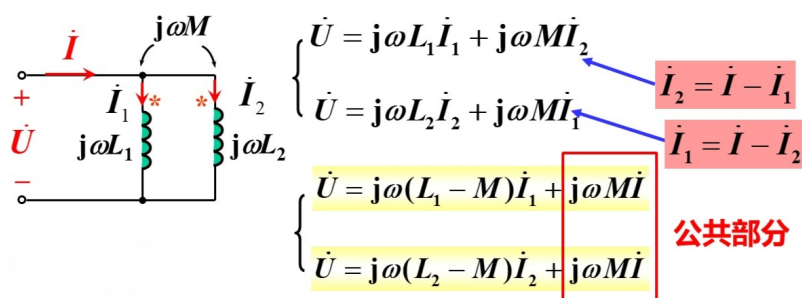 jωM
İ
+
U̇
−
İ₁
*
*
İ₂
jωL₁
jωL₂
U̇ = jωL₁İ₁ + jωMİ₂
U̇ = jωL₂İ₂ + jωMİ₁
İ₂ = İ − İ₁
İ₁ = İ − İ₂
U̇ = jω(L₁ − M)İ₁ + jωMİ
U̇ = jω(L₂ − M)İ₂ + jωMİ
公共部分